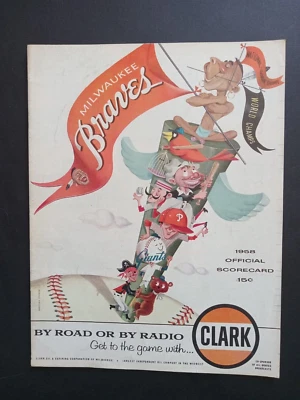 MILWAUKEE
Braves
WORLD CHAMPS
P
Giants
1958
OFFICIAL
SCORECARD
15¢
BY ROAD OR BY RADIO
Get to the game with...
CLARK